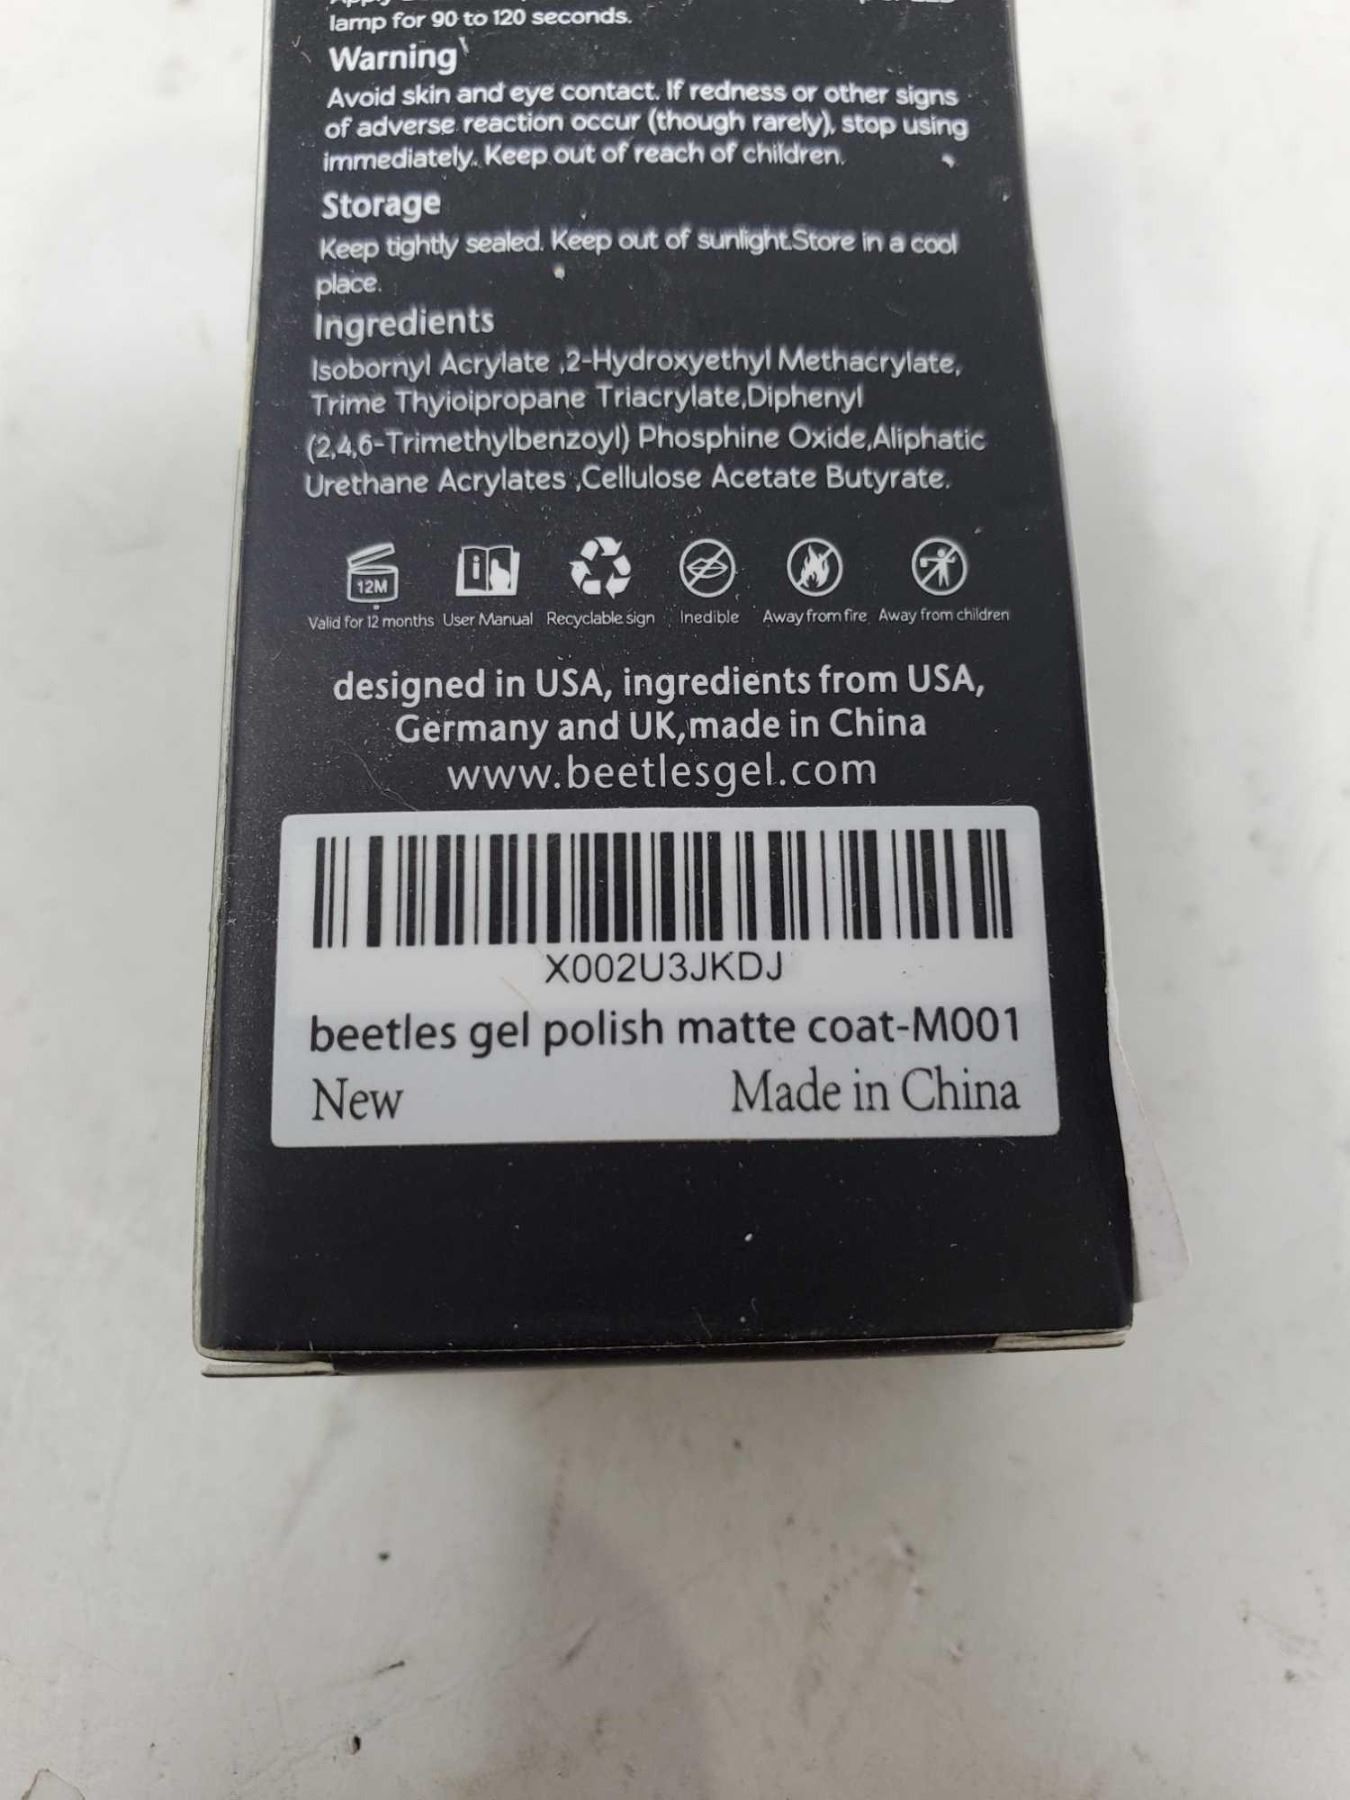 lamp for 90 to 120 seconds.
Warning
Avoid skin and eye contact. If redness or other signs
of adverse reaction occur (though rarely), stop using
immediately. Keep out of reach of children.
Storage
Keep tightly sealed. Keep out of sunlight.Store in a cool
place.
Ingredients
Isobornyl Acrylate ,2-Hydroxyethyl Methacrylate,
Trime Thyioipropane Triacrylate,Diphenyl
(2,4,6-Trimethylbenzoyl) Phosphine Oxide,Aliphatic
Urethane Acrylates ,Cellulose Acetate Butyrate.
12M
Valid for 12 months User Manual Recyclable sign Inedible Away from fire Away from children
designed in USA, ingredients from USA,
Germany and UK,made in China
www.beetlesgel.com
X002U3JKDJ
beetles gel polish matte coat-M001
New Made in China